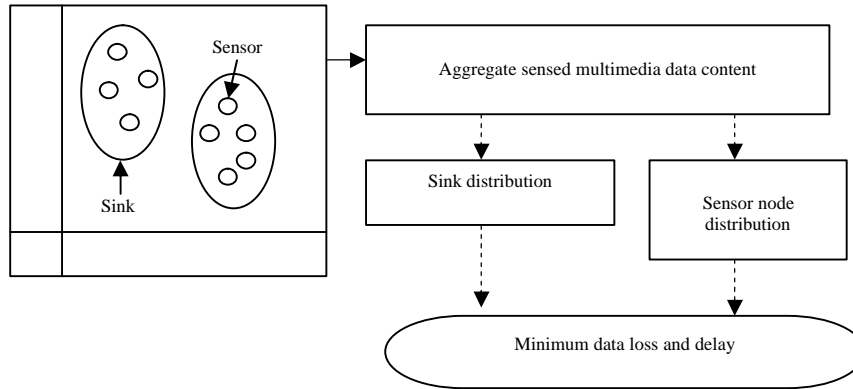 Sensor
Sink
Aggregate sensed multimedia data content
Sink distribution
Sensor node
distribution
Minimum data loss and delay